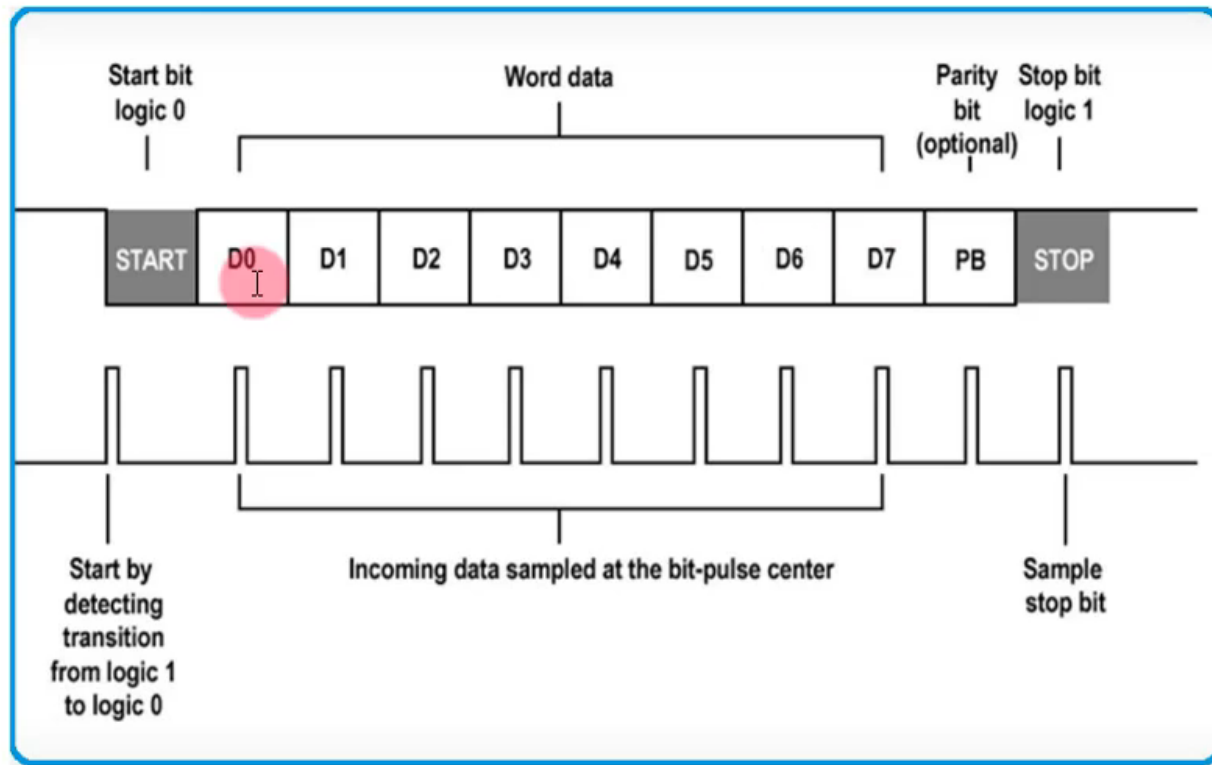 Start bit
logic 0
Word data
Parity
bit
(optional)
Stop bit
logic 1
START D0 D1 D2 D3 D4 D5 D6 D7 PB STOP
Start by
detecting
transition
from logic 1
to logic 0
Incoming data sampled at the bit-pulse center
Sample
stop bit